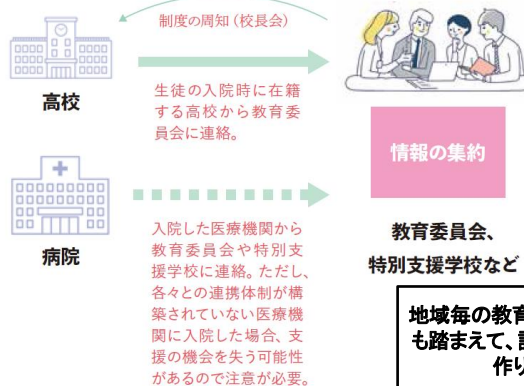 制度の周知（校長会）
高校
生徒の入院時に在籍
する高校から教育委
員会に連絡。
情報の集約
病院
入院した医療機関から
教育委員会や特別支
援学校に連絡。ただし、
各々との連携体制が構
築されていない医療機
関に入院した場合、支
援の機会を失う可能性
があるので注意が必要。
教育委員会、
特別支援学校など
地域毎の教育
も踏まえて、
作り